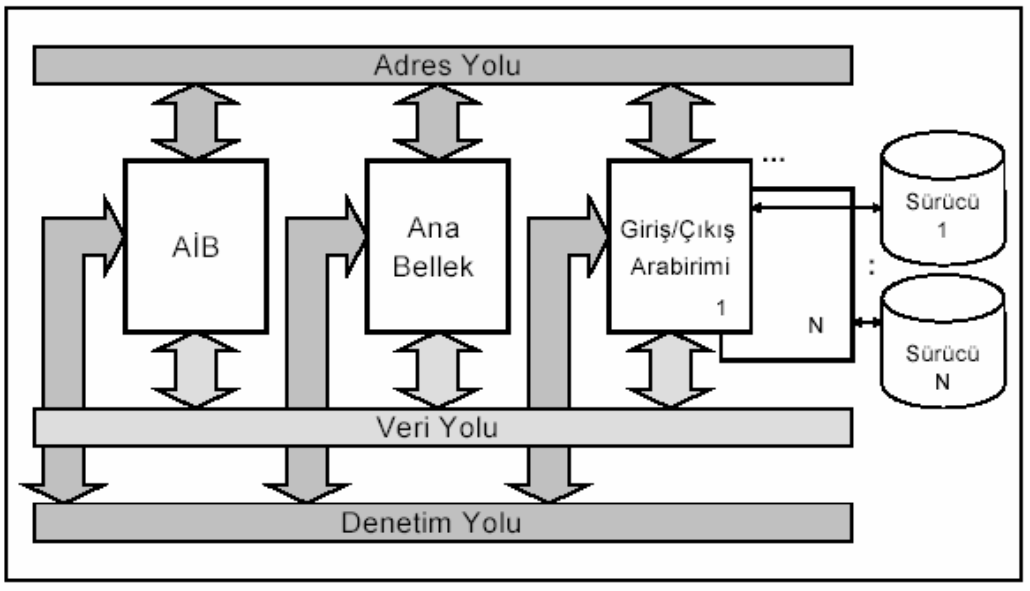 Adres Yolu
AİB
Ana
Bellek
Giriş/Çıkış
Arabirimi
1
...
N
Sürücü
1
:
Sürücü
N
Veri Yolu
Denetim Yolu